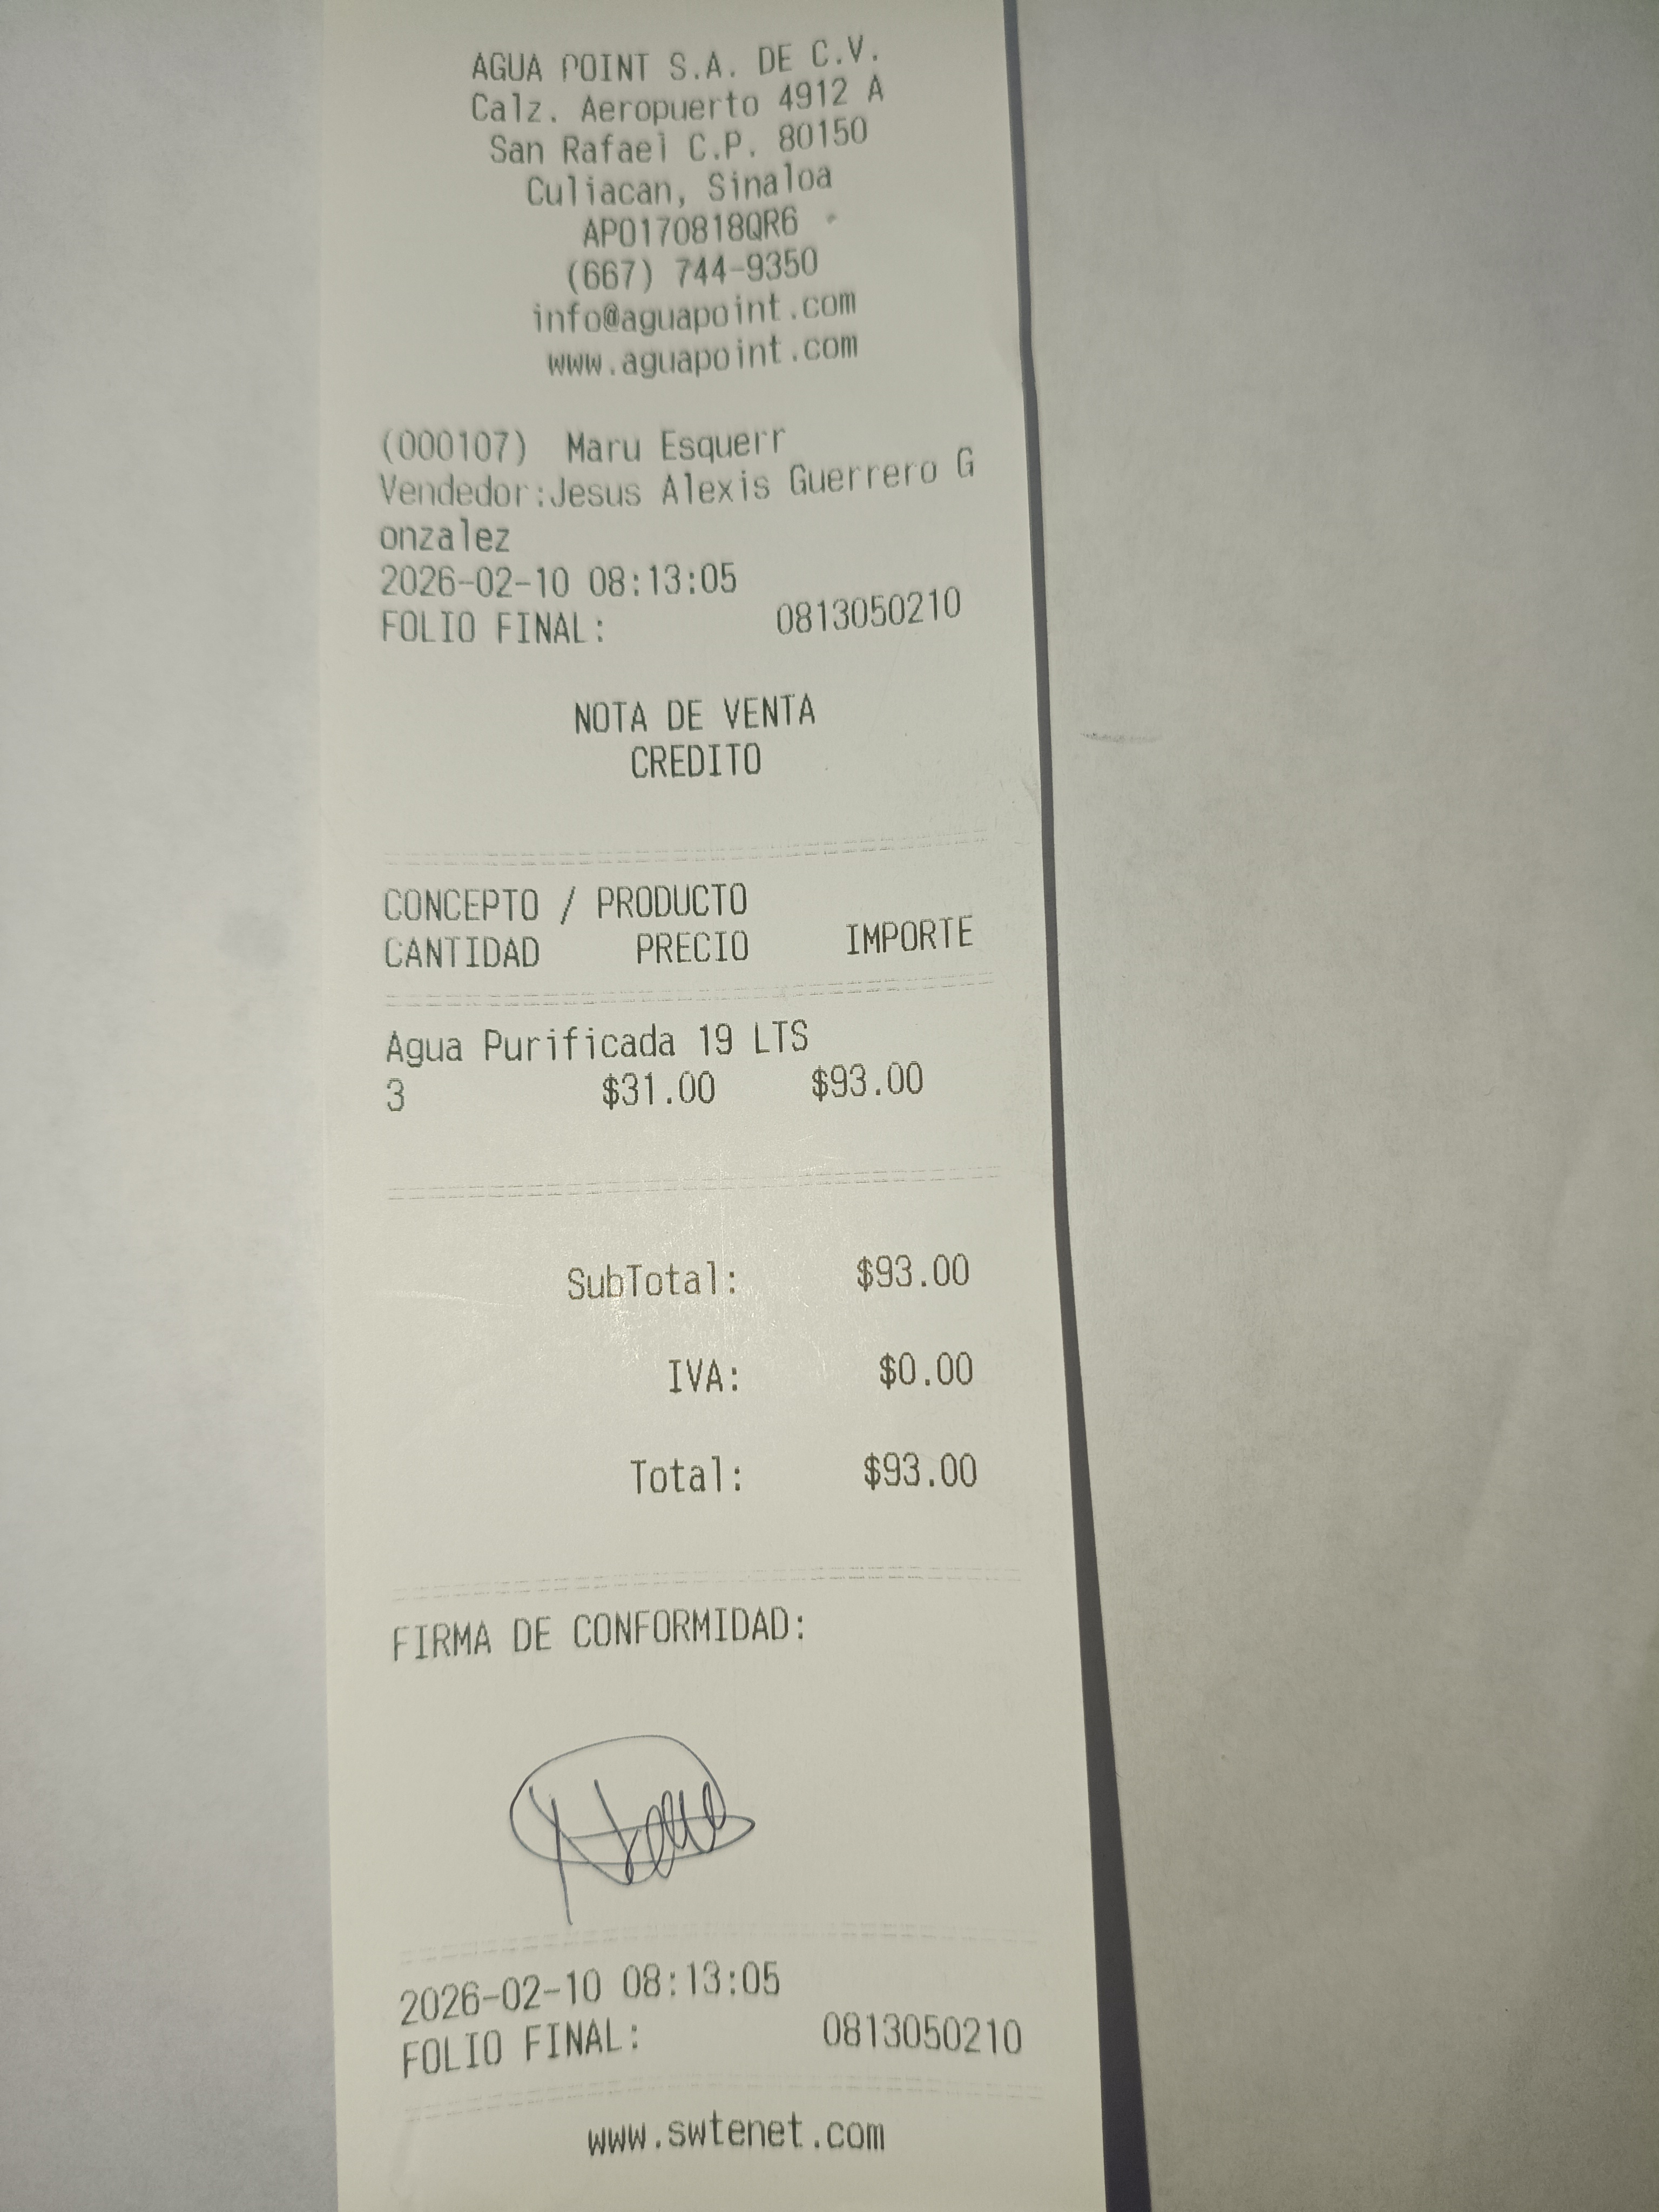 AGUA POINT S.A. DE C.V.
Calz. Aeropuerto 4912 A
San Rafael C.P. 80150
Culiacan, Sinaloa
APO170818QR6
(667) 744-9350
info@aguapoint.com
www.aguapoint.com
(000107) Maru Esquerr
Vendedor:Jesus Alexis Guerrero G
onzalez
2026-02-10 08:13:05
FOLIO FINAL: 0813050210
NOTA DE VENTA
CREDITO
CONCEPTO / PRODUCTO
CANTIDAD PRECIO IMPORTE
Agua Purificada 19 LTS
3 $31.00 $93.00
SubTotal: $93.00
IVA: $0.00
Total: $93.00
FIRMA DE CONFORMIDAD:
2026-02-10 08:13:05
FOLIO FINAL: 0813050210
www.swtenet.com